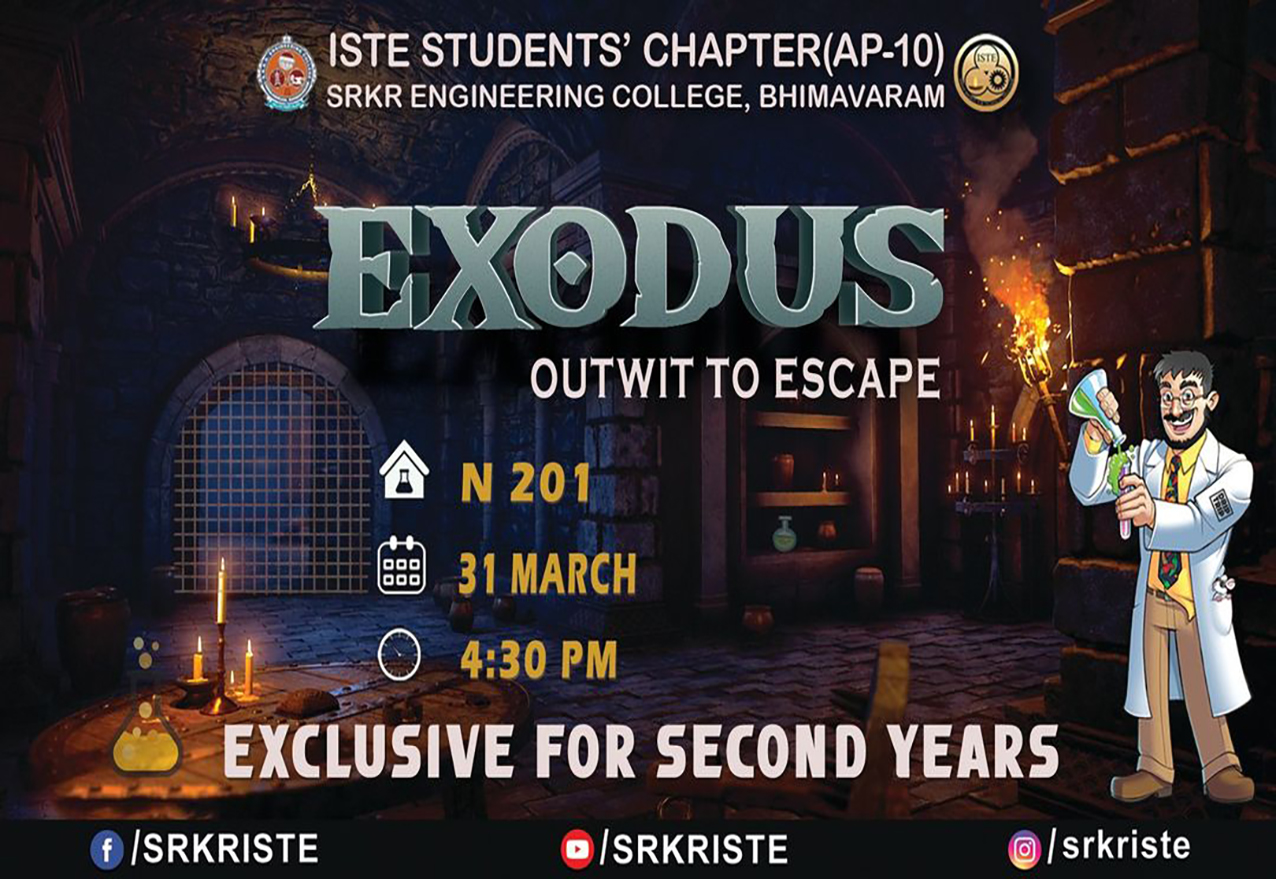 ISTE STUDENTS' CHAPTER(AP-10)
SRKR ENGINEERING COLLEGE, BHIMAVARAM
ISTE
EXODUS
OUTWIT TO ESCAPE
N 201
31 MARCH
4:30 PM
EXCLUSIVE FOR SECOND YEARS
/SRKRISTE
/SRKRISTE
/srkriste